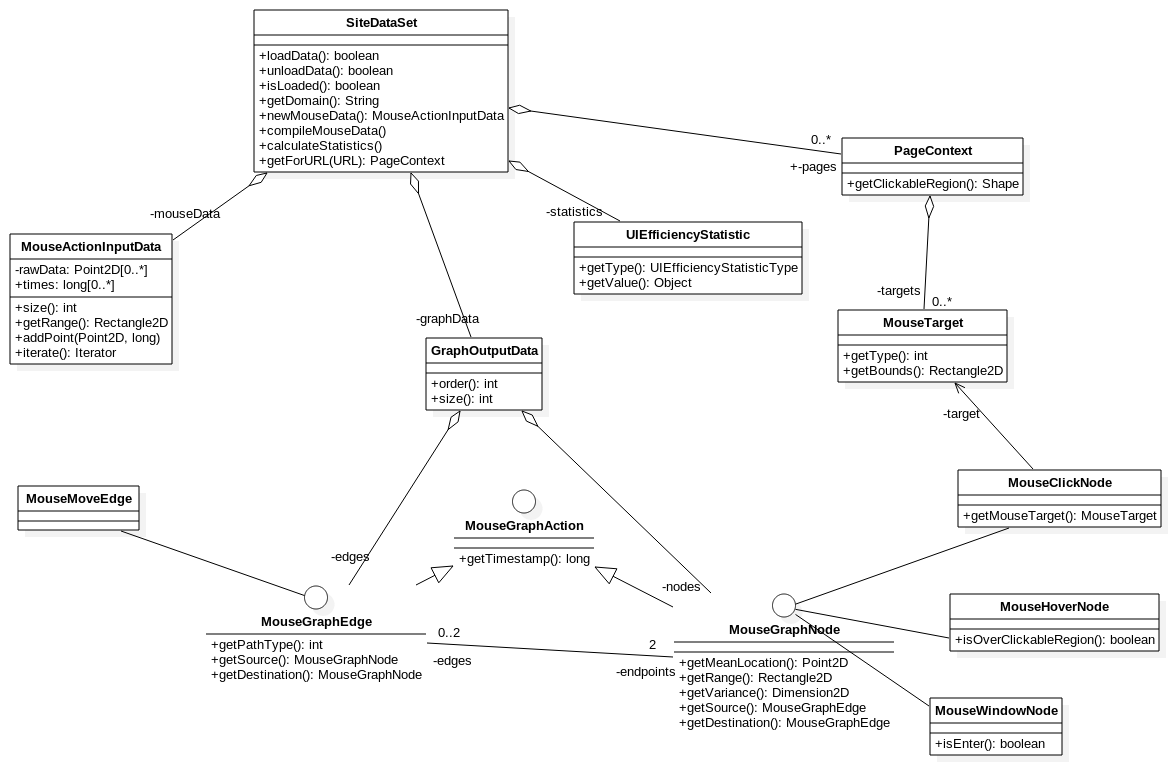 SiteDataSet
+loadData(): boolean
+unloadData(): boolean
+isLoaded(): boolean
+getDomain(): String
+newMouseData(): MouseActionInputData
+compileMouseData()
+calculateStatistics()
+getForURL(URL): PageContext
0..*
+-pages
PageContext
+getClickableRegion(): Shape
-mouseData
-statistics
MouseActionInputData
-rawData: Point2D[0..*]
+times: long[0..*]
+size(): int
+getRange(): Rectangle2D
+addPoint(Point2D, long)
+iterate(): Iterator
UIEfficiencyStatistic
+getType(): UIEfficiencyStatisticType
+getValue(): Object
-graphData
-targets
0..*
GraphOutputData
+order(): int
+size(): int
MouseTarget
+getType(): int
+getBounds(): Rectangle2D
-target
MouseClickNode
+getMouseTarget(): MouseTarget
MouseMoveEdge
MouseGraphAction
+getTimestamp(): long
-edges
-nodes
MouseGraphEdge
+getPathType(): int
+getSource(): MouseGraphNode
+getDestination(): MouseGraphNode
0..2
-edges
2
-endpoints
MouseGraphNode
+getMeanLocation(): Point2D
+getRange(): Rectangle2D
+getVariance(): Dimension2D
+getSource(): MouseGraphEdge
+getDestination(): MouseGraphEdge
MouseHoverNode
+isOverClickableRegion(): boolean
MouseWindowNode
+isEnter(): boolean